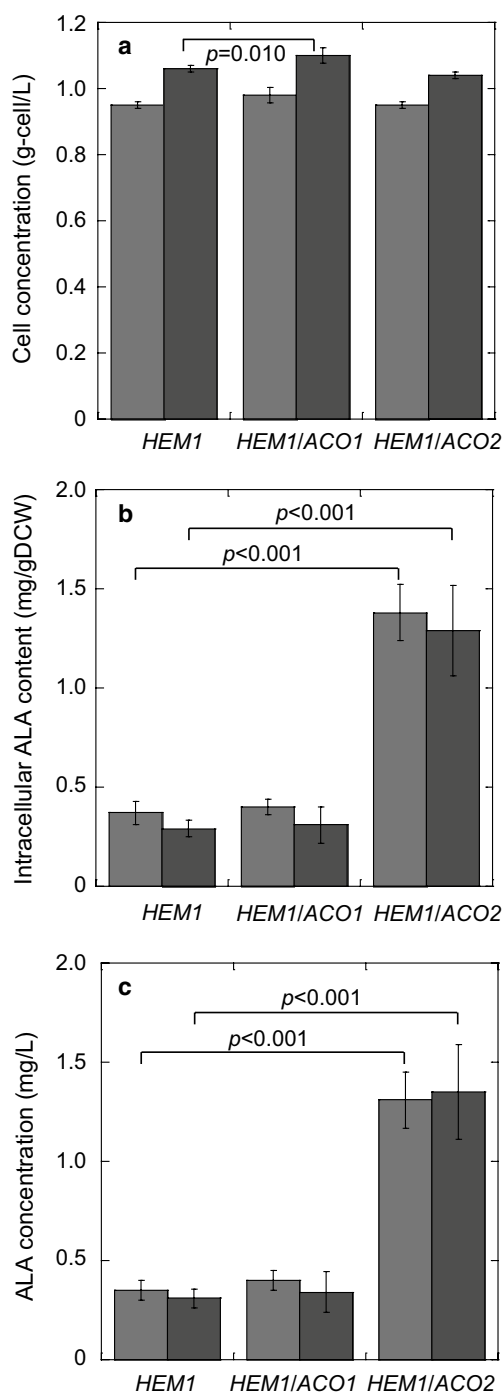 a
p=0.010
Cell concentration (g-cell/L)
1.2
1.0
0.8
0.6
0.4
0.2
0
HEM1 HEM1/ACO1 HEM1/ACO2
b
p<0.001
p<0.001
Intracellular ALA content (mg/gDCW)
2.0
1.5
1.0
0.5
0
HEM1 HEM1/ACO1 HEM1/ACO2
c
p<0.001
p<0.001
ALA concentration (mg/L)
2.0
1.5
1.0
0.5
0
HEM1 HEM1/ACO1 HEM1/ACO2